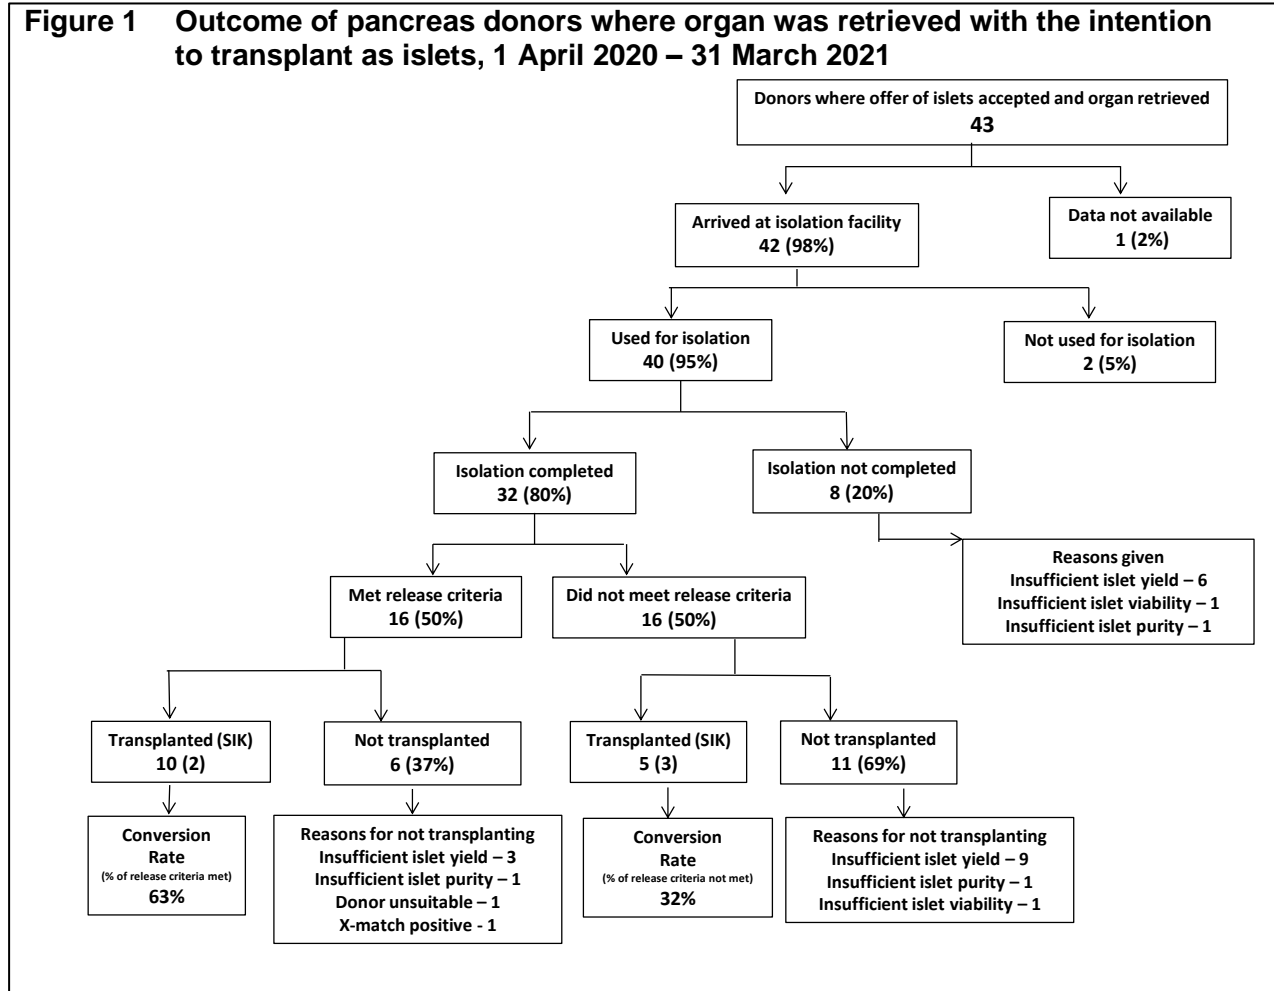 Figure 1 Outcome of pancreas donors where organ was retrieved with the intention
to transplant as islets, 1 April 2020 – 31 March 2021
Donors where offer of islets accepted and organ retrieved
43
Arrived at isolation facility
42 (98%)
Data not available
1 (2%)
Used for isolation
40 (95%)
Not used for isolation
2 (5%)
Isolation completed
32 (80%)
Isolation not completed
8 (20%)
Reasons given
Insufficient islet yield – 6
Insufficient islet viability – 1
Insufficient islet purity – 1
Met release criteria
16 (50%)
Did not meet release criteria
16 (50%)
Transplanted (SIK)
10 (2)
Not transplanted
6 (37%)
Transplanted (SIK)
5 (3)
Not transplanted
11 (69%)
Conversion
Rate
(% of release criteria met)
63%
Reasons for not transplanting
Insufficient islet yield – 3
Insufficient islet purity – 1
Donor unsuitable – 1
X-match positive - 1
Conversion
Rate
(% of release criteria not met)
32%
Reasons for not transplanting
Insufficient islet yield – 9
Insufficient islet purity – 1
Insufficient islet viability – 1